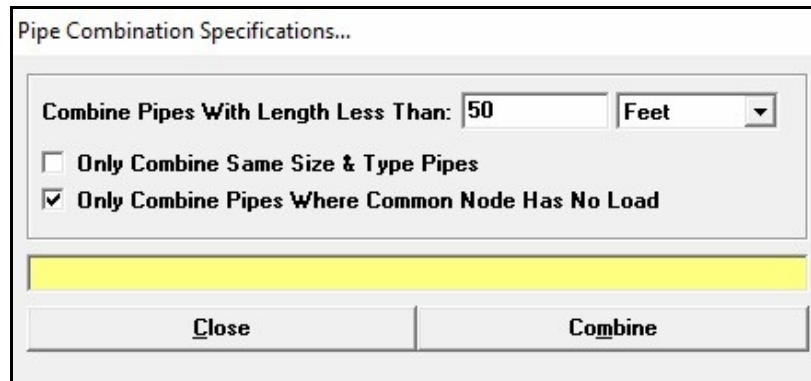 Pipe Combination Specifications...
Combine Pipes With Length Less Than: 50 Feet
Only Combine Same Size & Type Pipes
Only Combine Pipes Where Common Node Has No Load
Close Combine